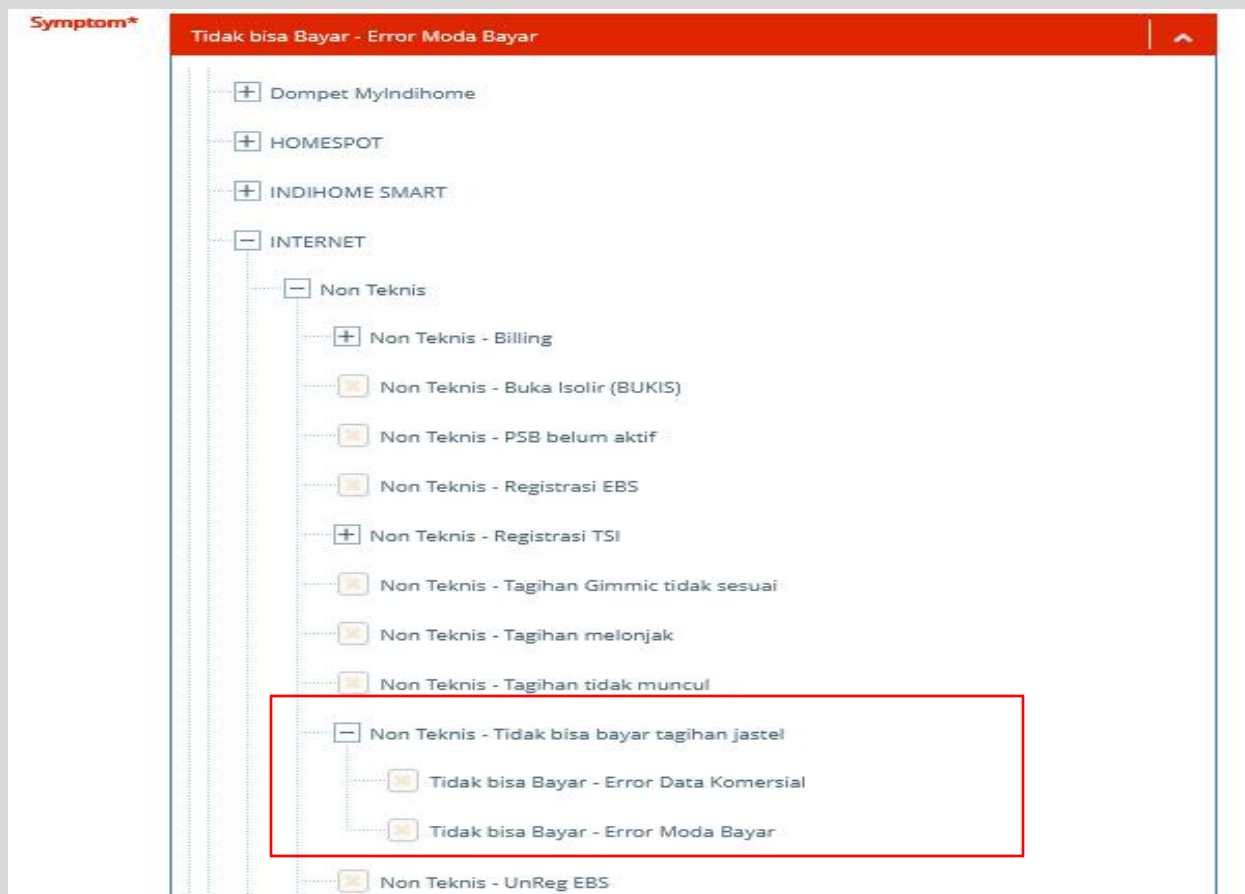 Symptom*
Tidak bisa Bayar - Error Moda Bayar
Dompet MyIndihome
HOMESPOT
INDIHOME SMART
INTERNET
Non Teknis
Non Teknis - Billing
Non Teknis - Buka Isolir (BUKIS)
Non Teknis - PSB belum aktif
Non Teknis - Registrasi EBS
Non Teknis - Registrasi TSI
Non Teknis - Tagihan Gimmic tidak sesuai
Non Teknis - Tagihan melonjak
Non Teknis - Tagihan tidak muncul
Non Teknis - Tidak bisa bayar tagihan jastel
Tidak bisa Bayar - Error Data Komersial
Tidak bisa Bayar - Error Moda Bayar
Non Teknis - UnReg EBS